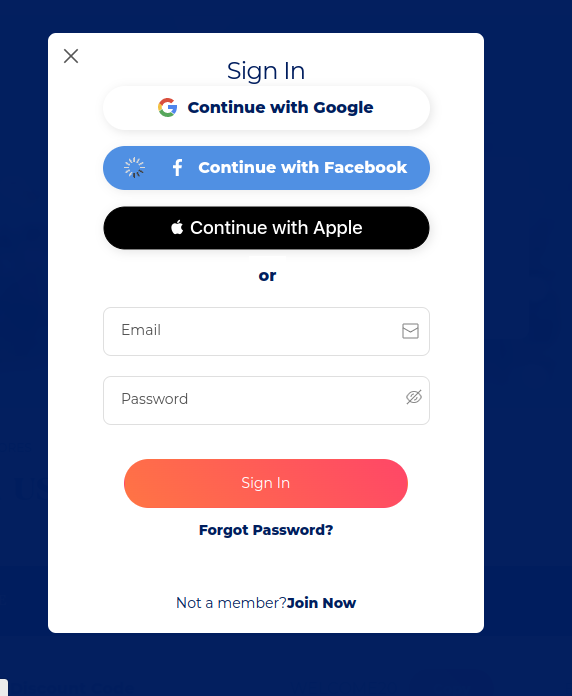 Sign In
Continue with Google
Continue with Facebook
Continue with Apple
or
Email
Password
Sign In
Forgot Password?
Not a member?Join Now